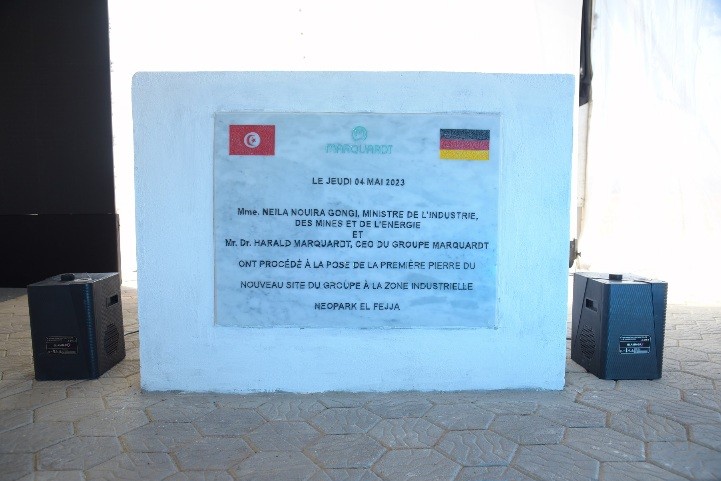 MARQUARDT
LE JEUDI 04 MAI 2023
Mme. NEILA NOUIRA GONGI, MINISTRE DE L'INDUSTRIE,
DES MINES ET DE L'ENERGIE
ET
Mr. Dr. HARALD MARQUARDT, CEO DU GROUPE MARQUARDT
ONT PROCÉDÉ À LA POSE DE LA PREMIÈRE PIERRE DU
NOUVEAU SITE DU GROUPE À LA ZONE INDUSTRIELLE
NEOPARK EL FEJJA